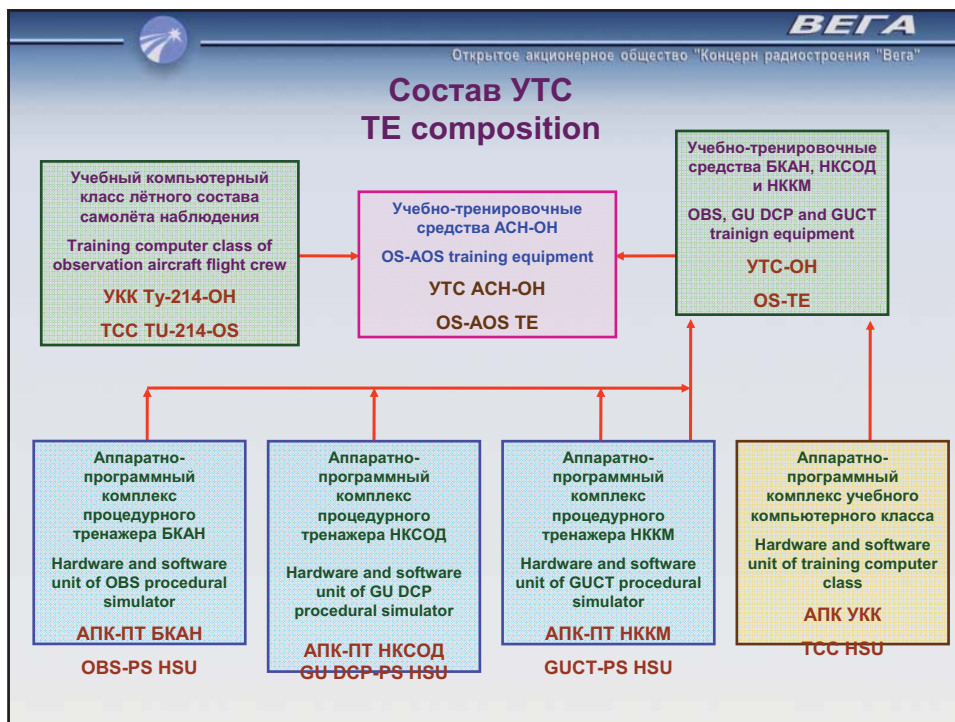 ВЕГА
Открытое акционерное общество "Концерн радиостроения "Вега"
Состав УТС
TE composition
Учебный компьютерный
класс лётного состава
самолёта наблюдения
Training computer class of
observation aircraft flight crew
УКК Ту-214-ОН
TCC TU-214-OS
Учебно-тренировочные
средства АСН-ОН
OS-AOS training equipment
УТС АСН-ОН
OS-AOS TE
Учебно-тренировочные
средства БКАН, НКСОД
и НККМ
OBS, GU DCP and GUCT
trainign equipment
УТС-ОН
OS-TE
Аппаратно-
программный
комплекс
процедурного
тренажера БКАН
Hardware and software
unit of OBS procedural
simulator
АПК-ПТ БКАН
OBS-PS HSU
Аппаратно-
программный
комплекс
процедурного
тренажера НКСОД
Hardware and software
unit of GU DCP
procedural simulator
АПК-ПТ НКСОД
GU DCP-PS HSU
Аппаратно-
программный
комплекс
процедурного
тренажера НККМ
Hardware and software
unit of GUCT procedural
simulator
АПК-ПТ НККМ
GUCT-PS HSU
Аппаратно-
программный
комплекс учебного
компьютерного класса
Hardware and software
unit of training computer
class
АПК УКК
TCC HSU